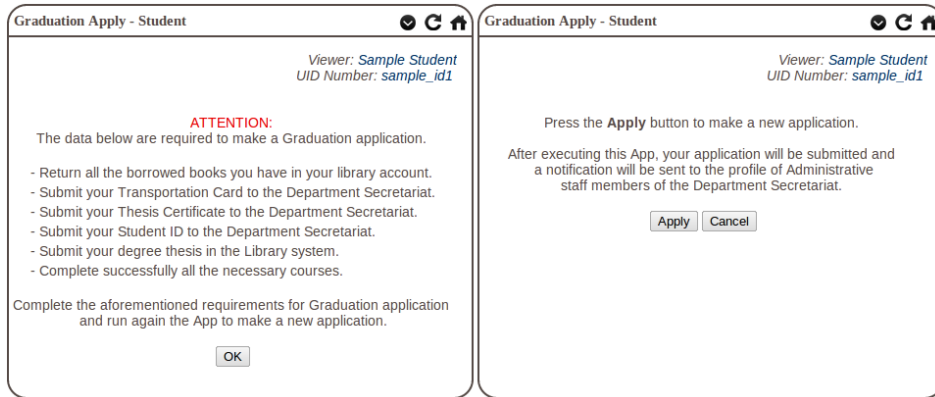 Graduation Apply - Student
Viewer: Sample Student
UID Number: sample_id1
ATTENTION:
The data below are required to make a Graduation application.
- Return all the borrowed books you have in your library account.
- Submit your Transportation Card to the Department Secretariat.
- Submit your Thesis Certificate to the Department Secretariat.
- Submit your Student ID to the Department Secretariat.
- Submit your degree thesis in the Library system.
- Complete successfully all the necessary courses.
Complete the aforementioned requirements for Graduation application
and run again the App to make a new application.
OK
Graduation Apply - Student
Viewer: Sample Student
UID Number: sample_id1
Press the Apply button to make a new application.
After executing this App, your application will be submitted and
a notification will be sent to the profile of Administrative
staff members of the Department Secretariat.
Apply Cancel